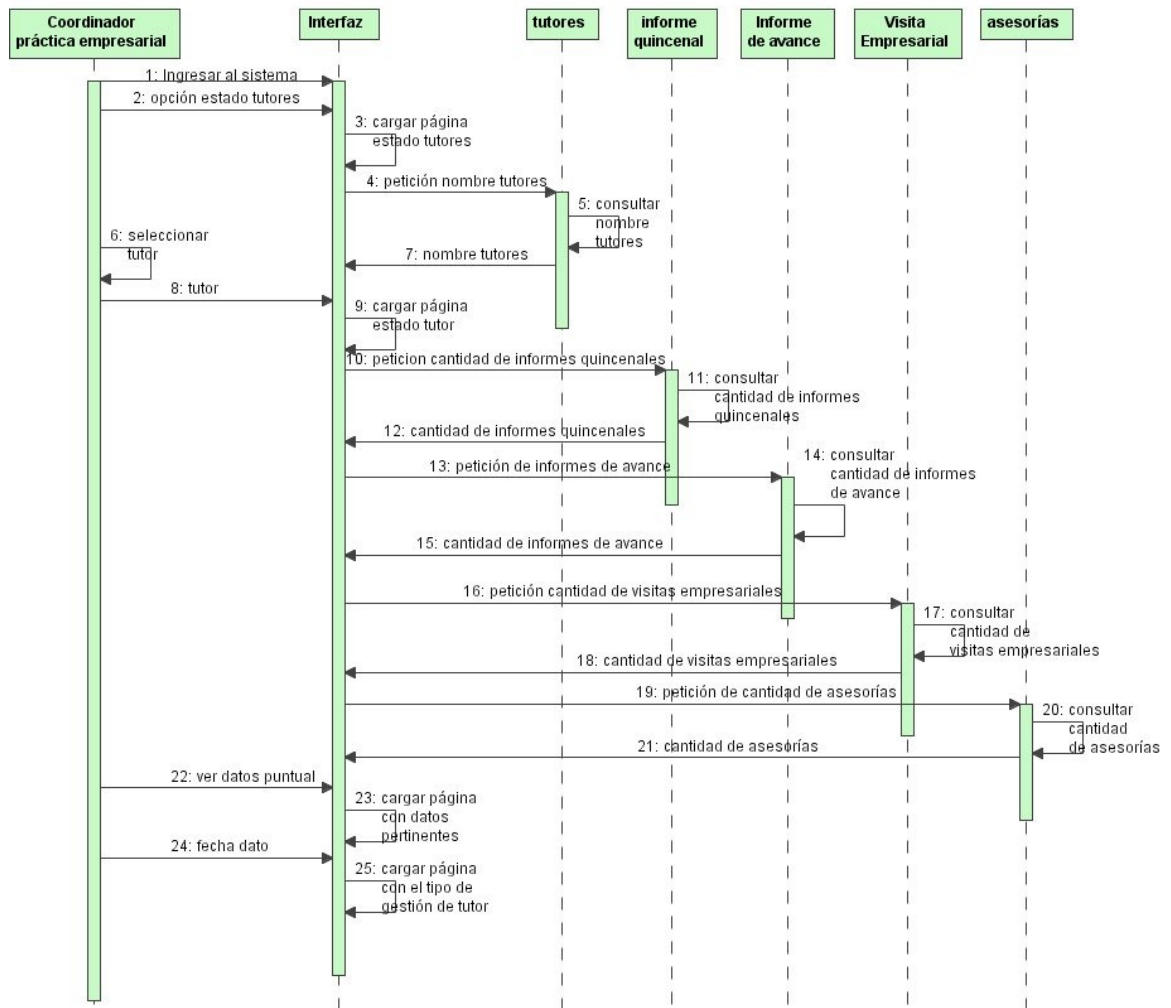 Coordinador
práctica empresarial
Interfaz
tutores
informe
quincenal
Informe
de avance
Visita
Empresarial
asesorías
1: Ingresar al sistema
2: opción estado tutores
3: cargar página
estado tutores
4: petición nombre tutores
5: consultar
nombre
tutores
6: seleccionar
tutor
7: nombre tutores
8: tutor
9: cargar página
estado tutor
10: peticion cantidad de informes quincenales
11: consultar
cantidad de informes
quincenales
12: cantidad de informes quincenales
13: petición de informes de avance
14: consultar
cantidad de informes
de avance
15: cantidad de informes de avance
16: petición cantidad de visitas empresariales
17: consultar
cantidad de
visitas empresariales
18: cantidad de visitas empresariales
19: petición de cantidad de asesorías
20: consultar
cantidad
de asesorías
21: cantidad de asesorías
22: ver datos puntual
23: cargar página
con datos
pertinentes
24: fecha dato
25: cargar página
con el tipo de
gestión de tutor